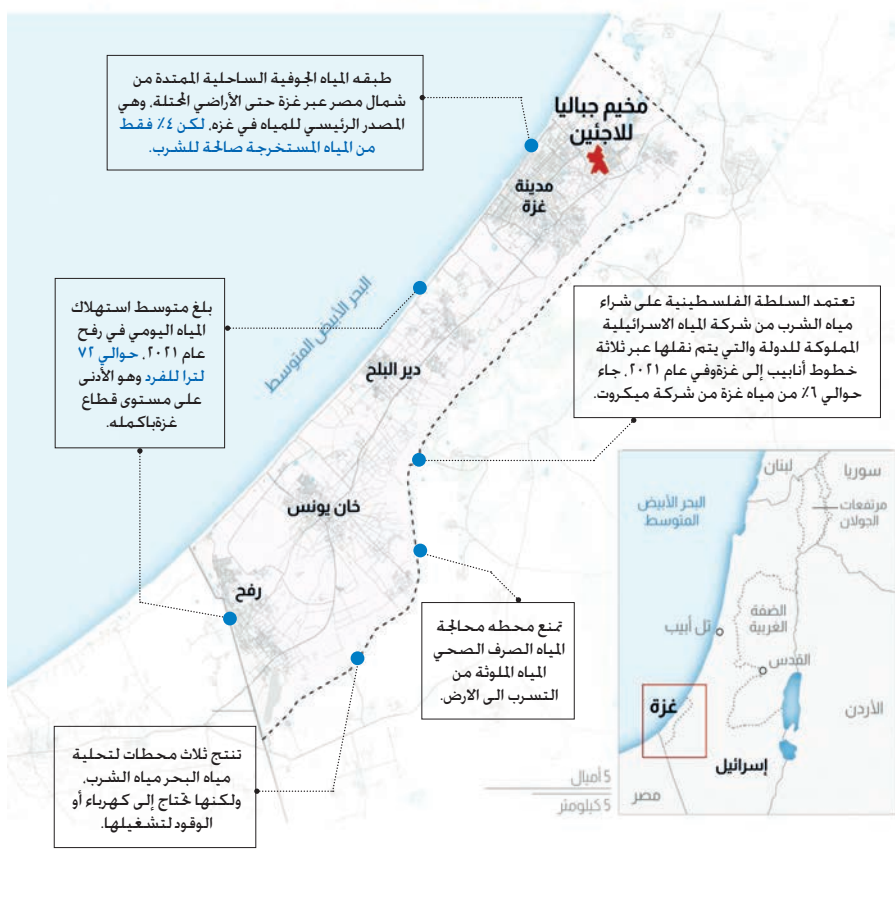 طبقه المياه الجوفية الساحلية الممتدة من
شمال مصر عبر غزة حتى الأراضي المحتلة، وهي
المصدر الرئيسي للمياه في غزه، لكن ٤٪ فقط
من المياه المستخرجة صالحة للشرب.
مخيم جباليا
للاجئين
مدينة
غزة
البحر الأبيض المتوسط
بلغ متوسط استهلاك
المياه اليومي في رفح
عام ٢٠٢١، حوالي ٧٢
لترا للفرد وهو الأدنى
على مستوى قطاع
غزةباكمله.
تعتمد السلطة الفلسطينية على شراء
مياه الشرب من شركة المياه الاسرائيلية
المملوكة للدولة والتي يتم نقلها عبر ثلاثة
خطوط أنابيب إلى غزةوفي عام ٢٠٢١، جاء
حوالي ٦٪ من مياه غزة من شركة ميكروت.
دير البلح
خان يونس
رفح
تمنع محطه محالجة
المياه الصرف الصحي
المياه الملوثة من
التسرب الى الارض.
تنتج ثلاث محطات لتحلية
مياه البحر مياه الشرب،
ولكنها تحتاج إلى كهرباء أو
الوقود لتشغيلها.
5 أميال
5 كيلومتر
لبنان
سوريا
البحر الأبيض
المتوسط
مرتفعات
الجولان
الضفة
الغربية
تل أبيب
القدس
غزة
الأردن
إسرائيل
مصر